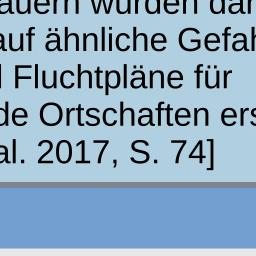 auern wurden dar
auf ähnliche Gefah
Fluchtpläne für
de Ortschaften ers
al. 2017, S. 74]